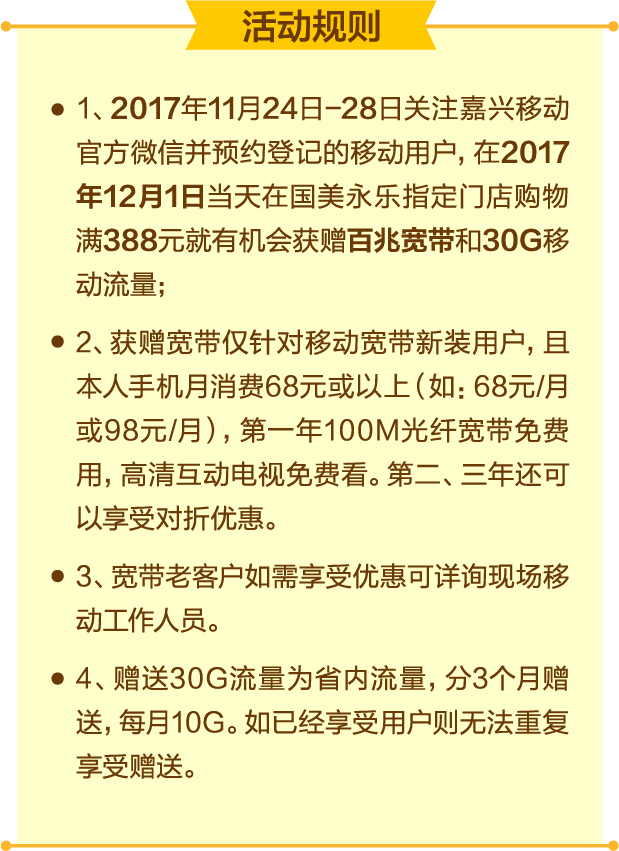 活动规则
1、2017年11月24日-28日关注嘉兴移动
官方微信并预约登记的移动用户，在2017
年12月1日当天在国美永乐指定门店购物
满388元就有机会获赠百兆宽带和30G移
动流量；
2、获赠宽带仅针对移动宽带新装用户，且
本人手机月消费68元或以上（如：68元/月
或98元/月），第一年100M光纤宽带免费
用，高清互动电视免费看。第二、三年还可
以享受对折优惠。
3、宽带老客户如需享受优惠可详询现场移
动工作人员。
4、赠送30G流量为省内流量，分3个月赠
送，每月10G。如已经享受用户则无法重复
享受赠送。